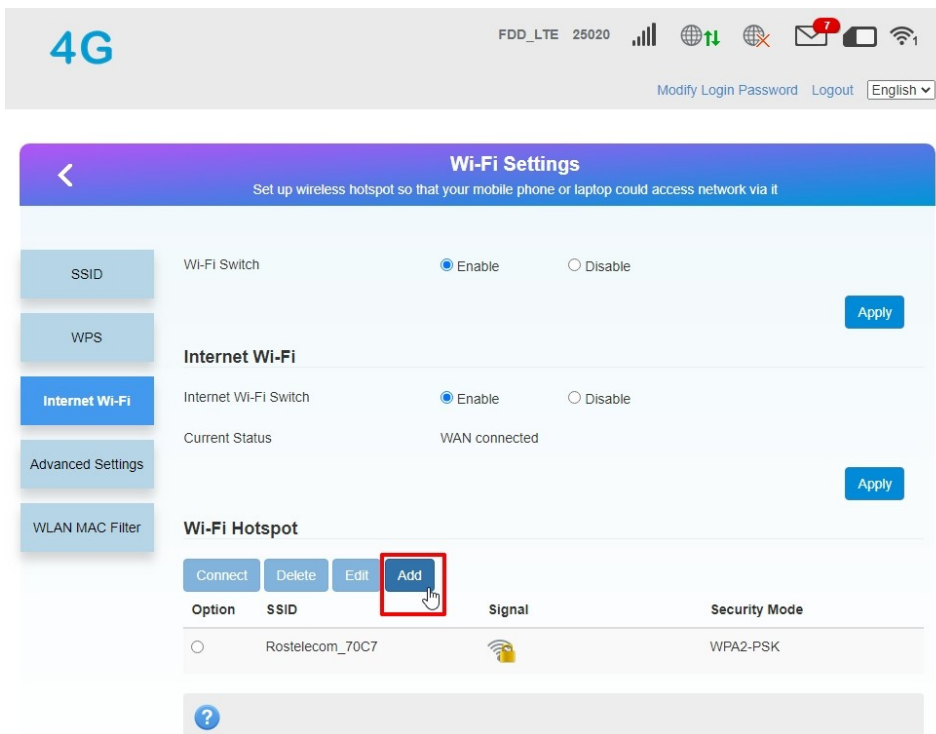 4G
FDD_LTE 25020
7
1
Modify Login Password Logout English
Wi-Fi Settings
Set up wireless hotspot so that your mobile phone or laptop could access network via it
SSID
WPS
Internet Wi-Fi
Advanced Settings
WLAN MAC Filter
Wi-Fi Switch Enable Disable
Apply
Internet Wi-Fi
Internet Wi-Fi Switch Enable Disable
Current Status WAN connected
Apply
Wi-Fi Hotspot
Connect Delete Edit Add
Option SSID Signal Security Mode
Rostelecom_70C7 WPA2-PSK
?